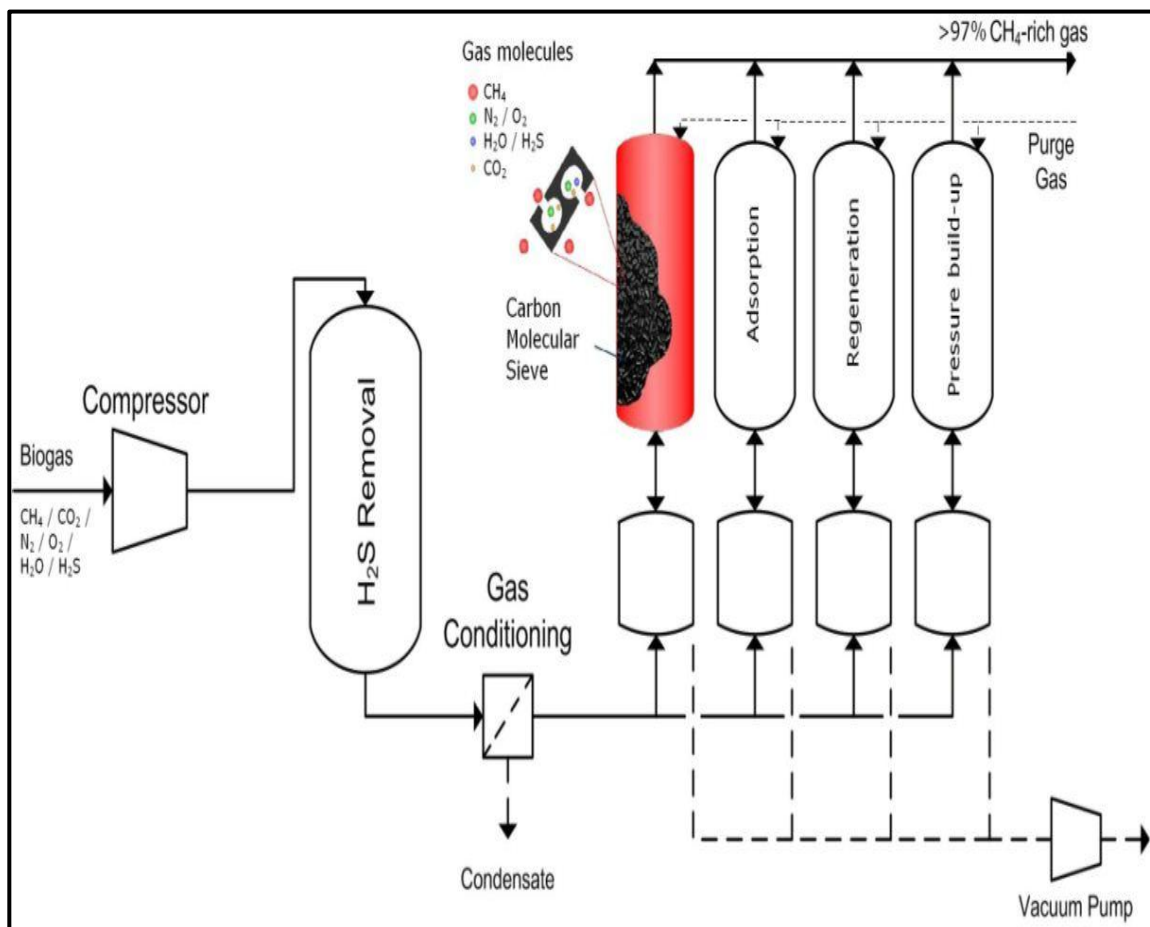 >97% CH₄-rich gas
Gas molecules
CH₄
N₂ / O₂
H₂O / H₂S
CO₂
Purge
Gas
Carbon
Molecular
Sieve
Adsorption
Regeneration
Pressure build-up
Compressor
Biogas
CH₄ / CO₂ /
N₂ / O₂ /
H₂O / H₂S
H₂S Removal
Gas
Conditioning
Condensate
Vacuum Pump